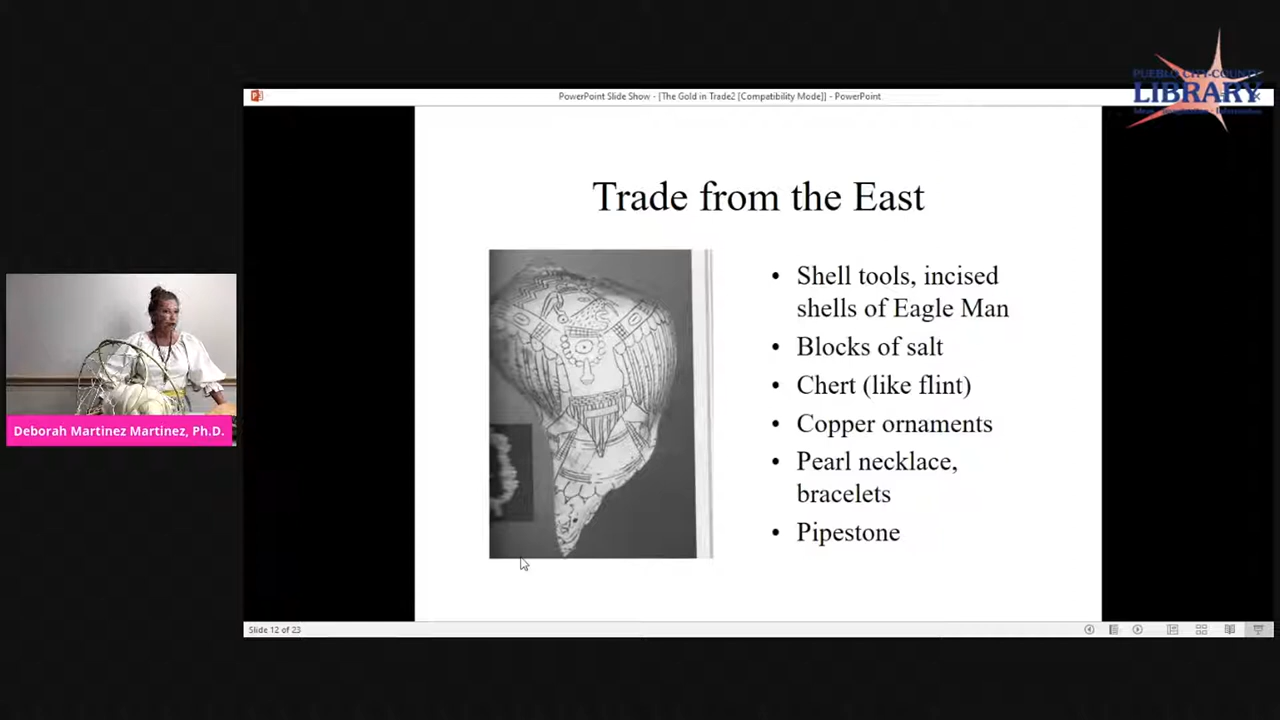 PUEBLO CITY-COUNTY
LIBRARY
PowerPoint Slide Show - [The Gold in Trade2 [Compatibility Mode]] - PowerPoint
Trade from the East
• Shell tools, incised
shells of Eagle Man
• Blocks of salt
• Chert (like flint)
• Copper ornaments
• Pearl necklace,
bracelets
• Pipestone
Deborah Martinez Martinez, Ph.D.
Slide 12 of 23